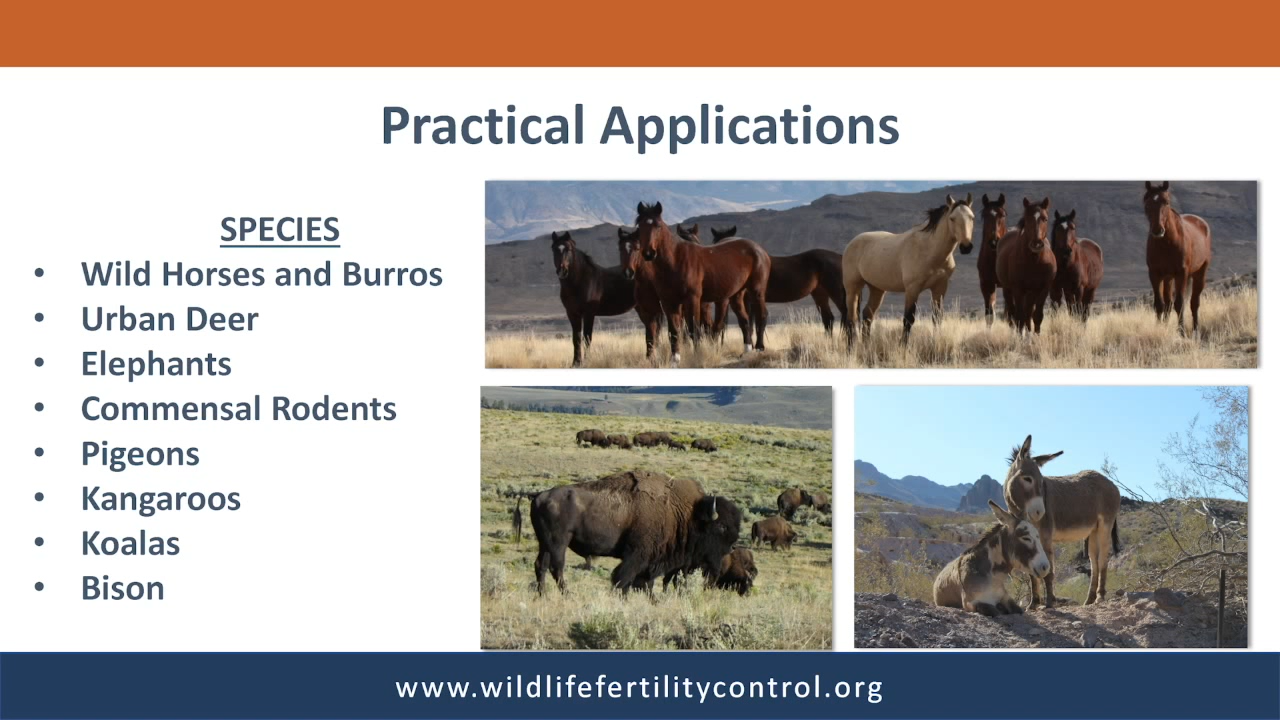 Practical Applications
SPECIES
• Wild Horses and Burros
• Urban Deer
• Elephants
• Commensal Rodents
• Pigeons
• Kangaroos
• Koalas
• Bison
www.wildlifefertilitycontrol.org